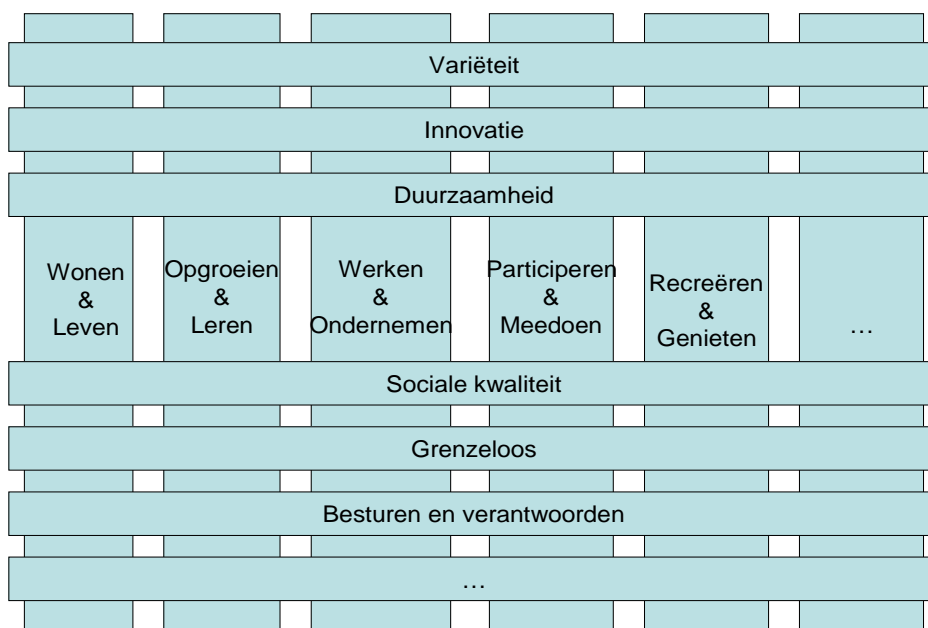 Variëteit
Innovatie
Duurzaamheid
Wonen
&
Leven
Opgroeien
&
Leren
Werken
&
Ondernemen
Participeren
&
Meedoen
Recreëren
&
Genieten
…
Sociale kwaliteit
Grenzeloos
Besturen en verantwoorden
…